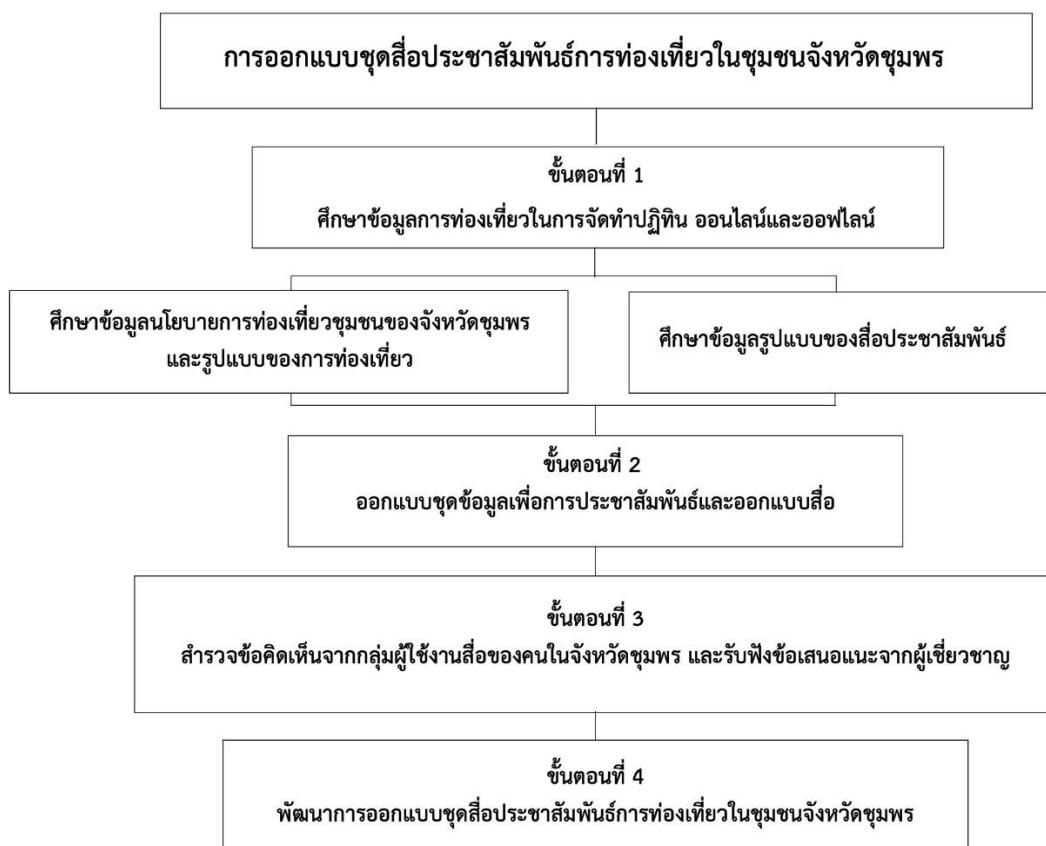 การออกแบบชุดสื่อประชาสัมพันธ์การท่องเที่ยวในชุมชนจังหวัดชุมพร
ขั้นตอนที่ 1
ศึกษาข้อมูลการท่องเที่ยวในการจัดทำปฏิทิน ออนไลน์และออฟไลน์
ศึกษาข้อมูลนโยบายการท่องเที่ยวชุมชนของจังหวัดชุมพร
และรูปแบบของการท่องเที่ยว
ศึกษาข้อมูลรูปแบบของสื่อประชาสัมพันธ์
ขั้นตอนที่ 2
ออกแบบชุดข้อมูลเพื่อการประชาสัมพันธ์และออกแบบสื่อ
ขั้นตอนที่ 3
สำรวจข้อคิดเห็นจากกลุ่มผู้ใช้งานสื่อของคนในจังหวัดชุมพร และรับฟังข้อเสนอแนะจากผู้เชี่ยวชาญ
ขั้นตอนที่ 4
พัฒนาการออกแบบชุดสื่อประชาสัมพันธ์การท่องเที่ยวในชุมชนจังหวัดชุมพร